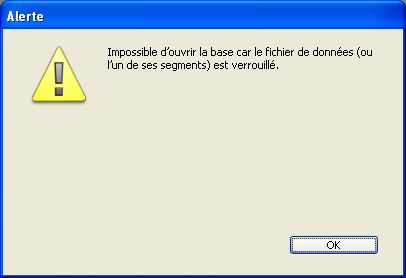 Alerte
Impossible d'ouvrir la base car le fichier de données (ou
l'un de ses segments) est verrouillé.
OK